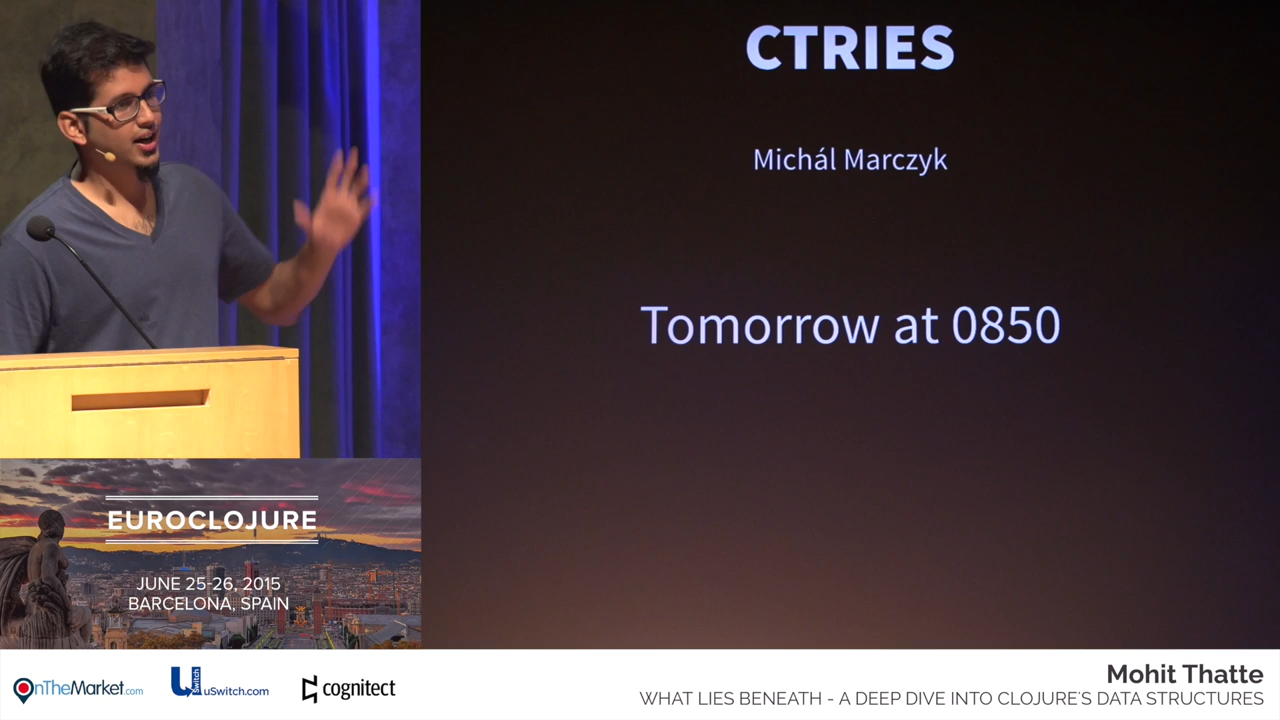 CTRIES
Michál Marczyk
Tomorrow at 0850
EUROCLOJURE
JUNE 25-26, 2015
BARCELONA, SPAIN
OnTheMarket.com
USwitch
uSwitch.com
cognitect
Mohit Thatte
WHAT LIES BENEATH - A DEEP DIVE INTO CLOJURE'S DATA STRUCTURES